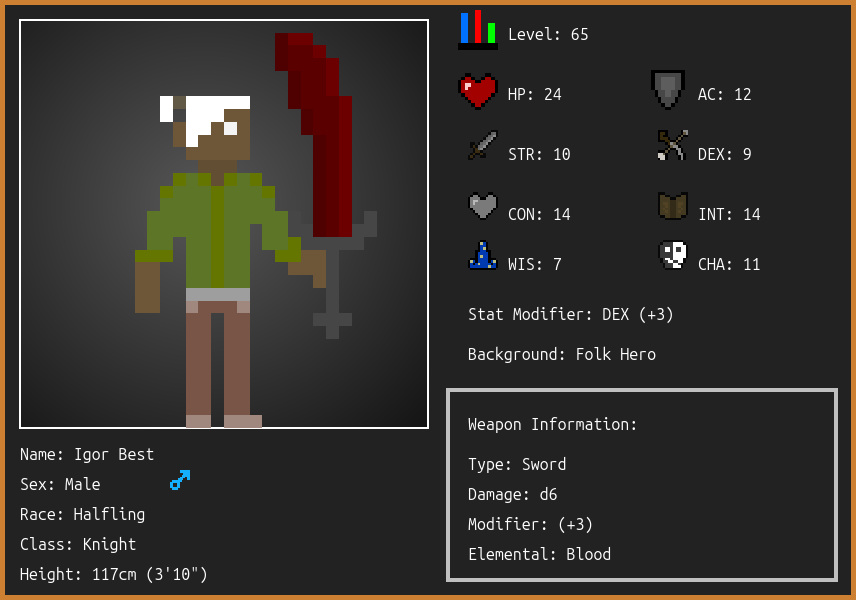 Level: 65
HP: 24
AC: 12
STR: 10
DEX: 9
CON: 14
INT: 14
WIS: 7
CHA: 11
Stat Modifier: DEX (+3)
Background: Folk Hero
Weapon Information:
Type: Sword
Damage: d6
Modifier: (+3)
Elemental: Blood
Name: Igor Best
Sex: Male
Race: Halfling
Class: Knight
Height: 117cm (3'10")